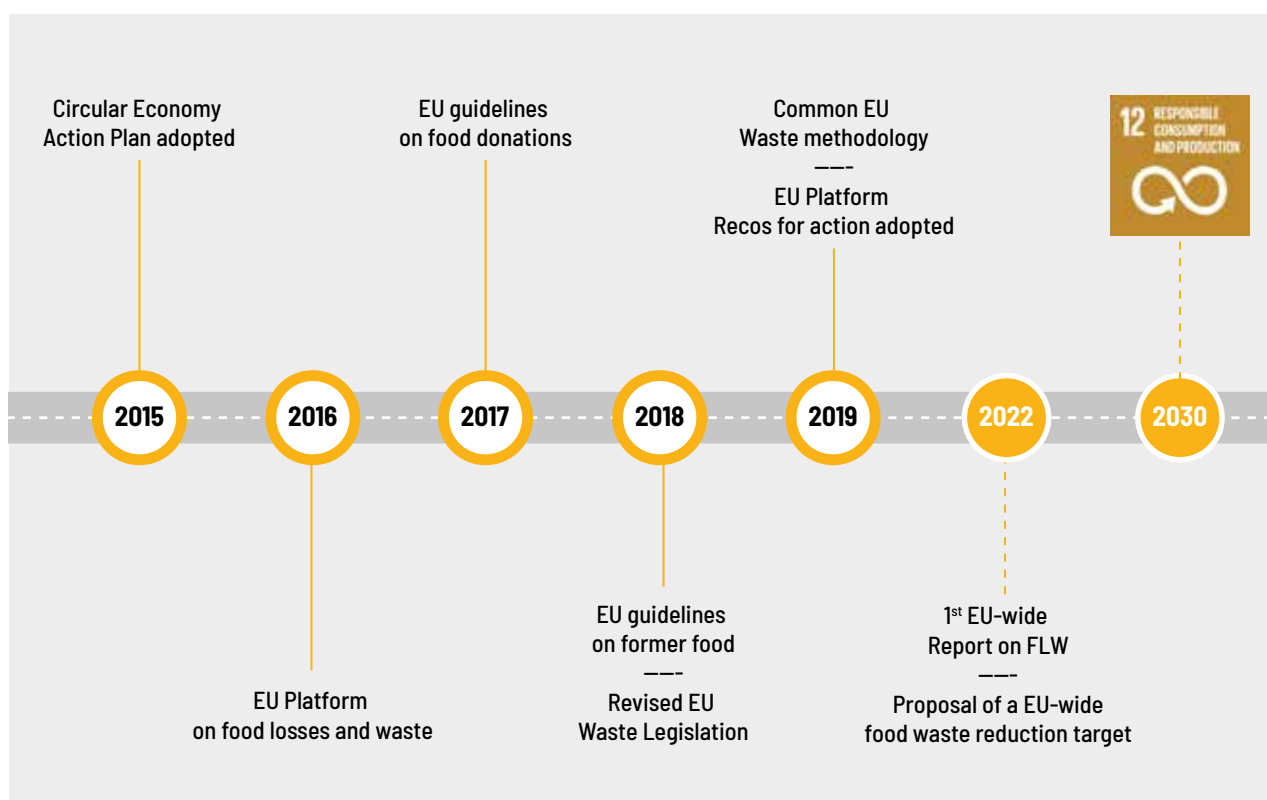 Circular Economy
Action Plan adopted
EU guidelines
on food donations
Common EU
Waste methodology
———-
EU Platform
Recos for action adopted
12 RESPONSIBLE
CONSUMPTION
AND PRODUCTION
2015
2016
2017
2018
2019
2022
2030
EU Platform
on food losses and waste
EU guidelines
on former food
———-
Revised EU
Waste Legislation
1st EU-wide
Report on FLW
———-
Proposal of a EU-wide
food waste reduction target